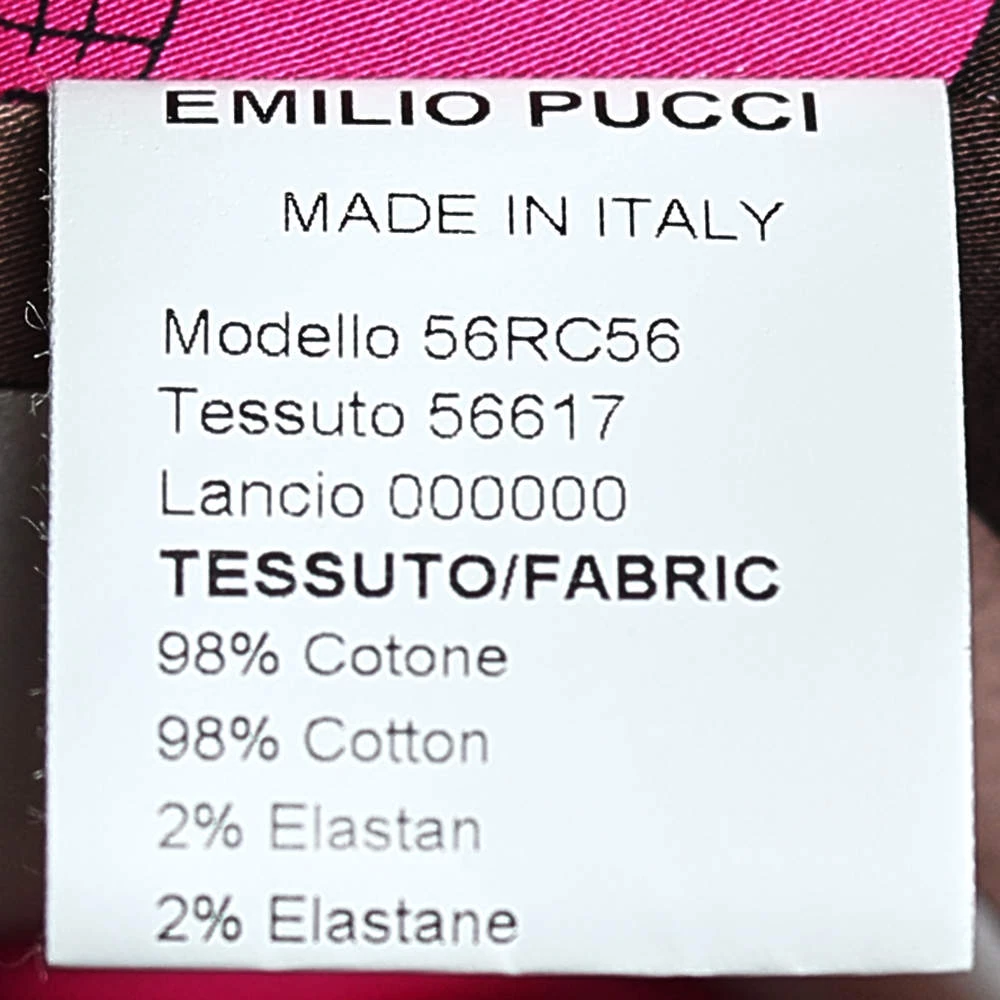 EMILIO PUCCI
MADE IN ITALY
Modello 56RC56
Tessuto 56617
Lancio 000000
TESSUTO/FABRIC
98% Cotone
98% Cotton
2% Elastan
2% Elastane